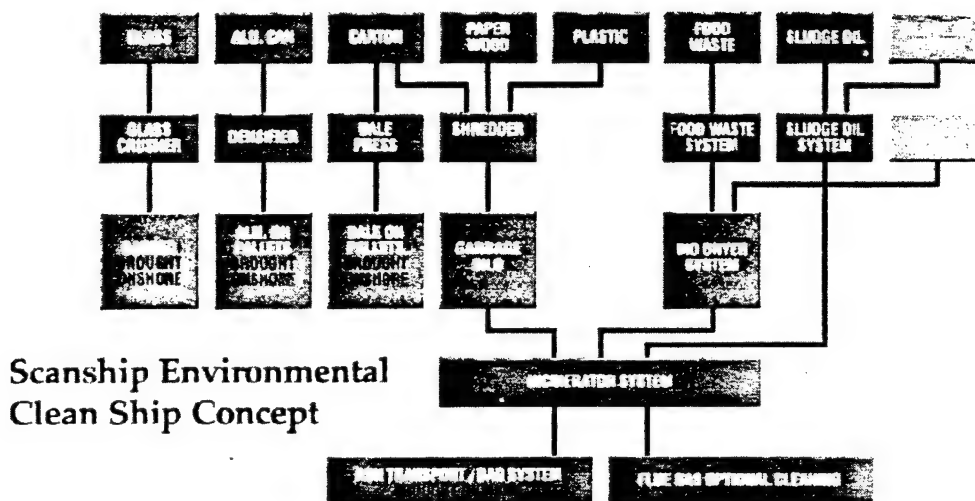 GLASS
ALU. CAN
CARTON
PAPER
WOOD
PLASTIC
FOOD
WASTE
SLUDGE OIL
GLASS
CRUSHER
DENSIFIER
BALE
PRESS
SHREDDER
FOOD WASTE
SYSTEM
SLUDGE OIL
SYSTEM
BROUGHT
ONSHORE
ALU. ON
PALLETS
BROUGHT
ONSHORE
BALE ON
PALLETS
BROUGHT
ONSHORE
GARBAGE
SILO
BIO DRYER
SYSTEM
Scanship Environmental
Clean Ship Concept
INCINERATOR SYSTEM
ASH TRANSPORT / BAG SYSTEM
FLUE GAS OPTIONAL CLEANING